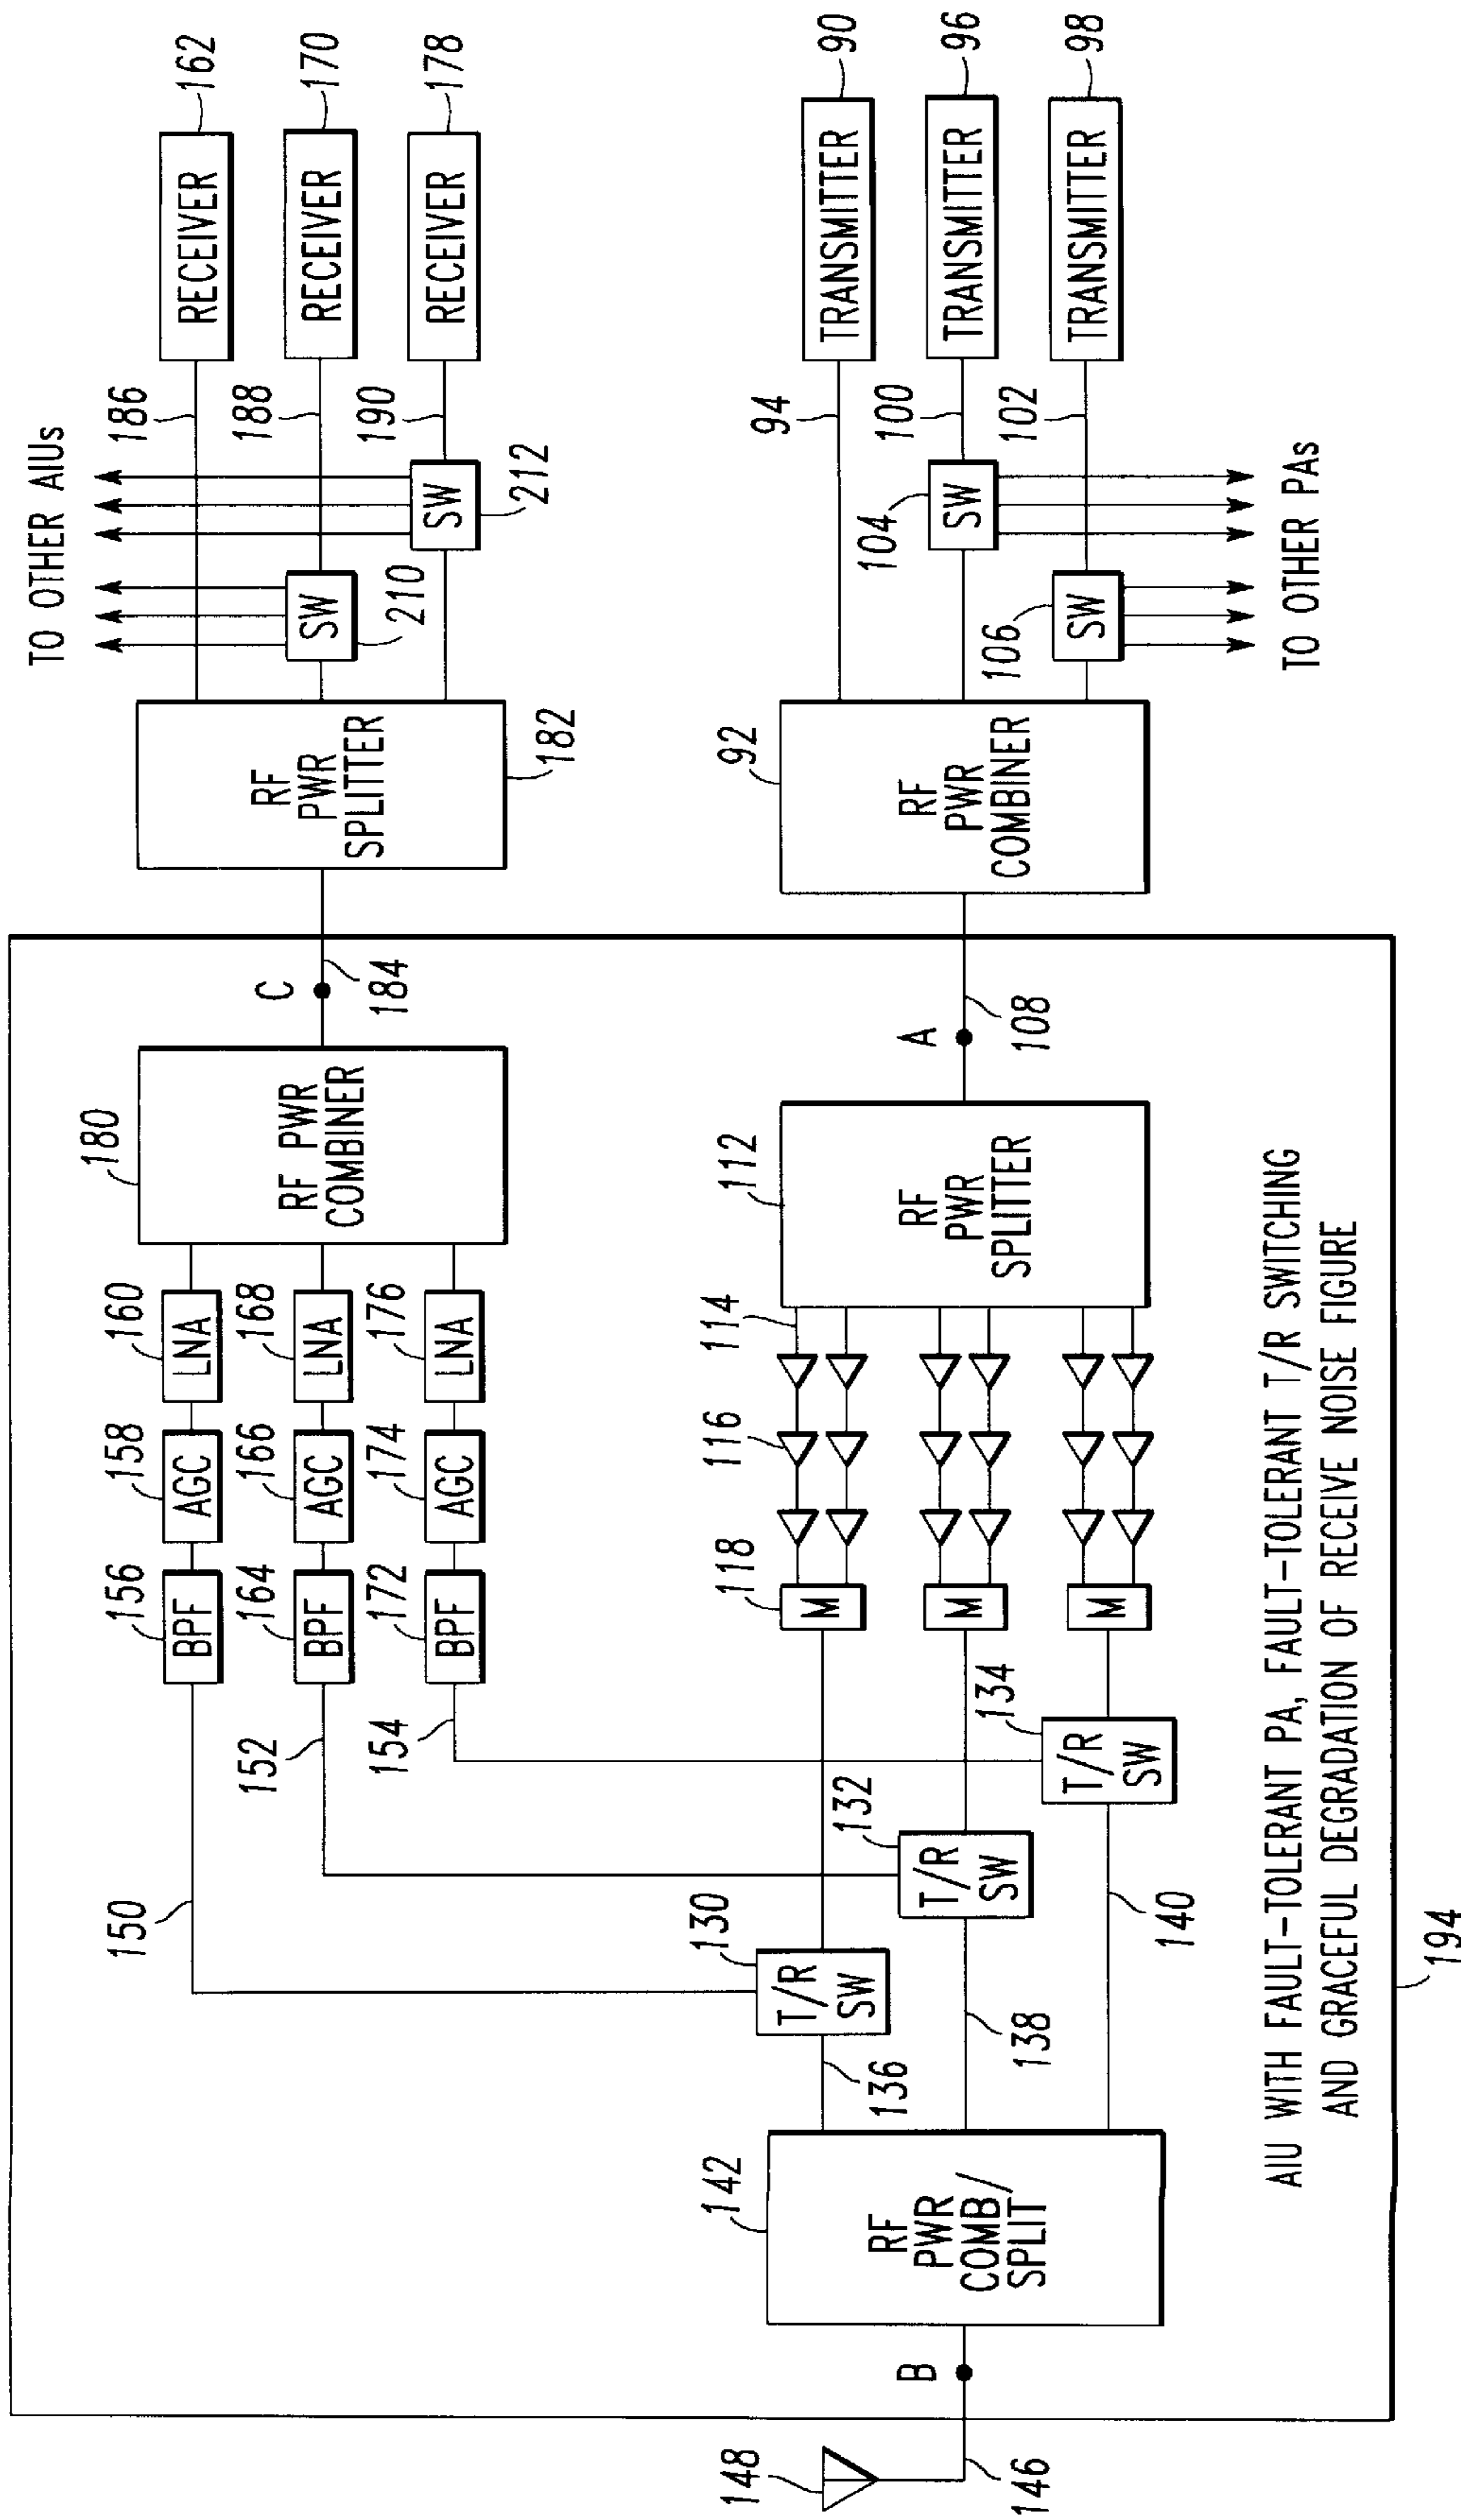 TO OTHER AIUs
186
RECEIVER
162
188
RECEIVER
170
190
RECEIVER
178
SW
210
SW
212
RF
PWR
SPLITTER
182
C
184
180
RF PWR
COMBINER
160
LNA
168
LNA
176
LNA
158
AGC
166
AGC
174
AGC
156
BPF
164
BPF
172
BPF
150
152
154
94
TRANSMITTER
90
100
TRANSMITTER
96
102
TRANSMITTER
98
104
SW
106
SW
TO OTHER PAs
92
RF
PWR
COMBINER
A
108
112
RF
PWR
SPLITTER
114
116
118
M
M
M
134
T/R
SW
132
T/R
SW
130
T/R
SW
136
138
140
142
RF
PWR
COMB/
SPLIT
B
148
146
AIU WITH FAULT-TOLERANT PA, FAULT-TOLERANT T/R SWITCHING
AND GRACEFUL DEGRADATION OF RECEIVE NOISE FIGURE
194